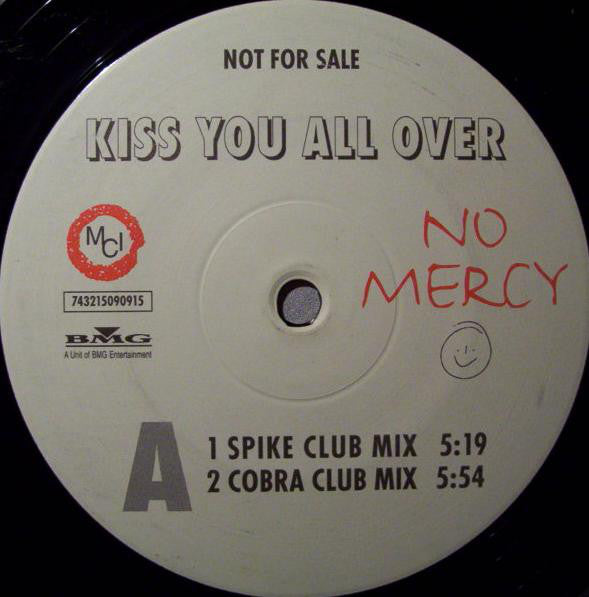 NOT FOR SALE
KISS YOU ALL OVER
MCI
NO
MERCY
743215090915
BMG
A Unit of BMG Entertainment
A
1 SPIKE CLUB MIX 5:19
2 COBRA CLUB MIX 5:54